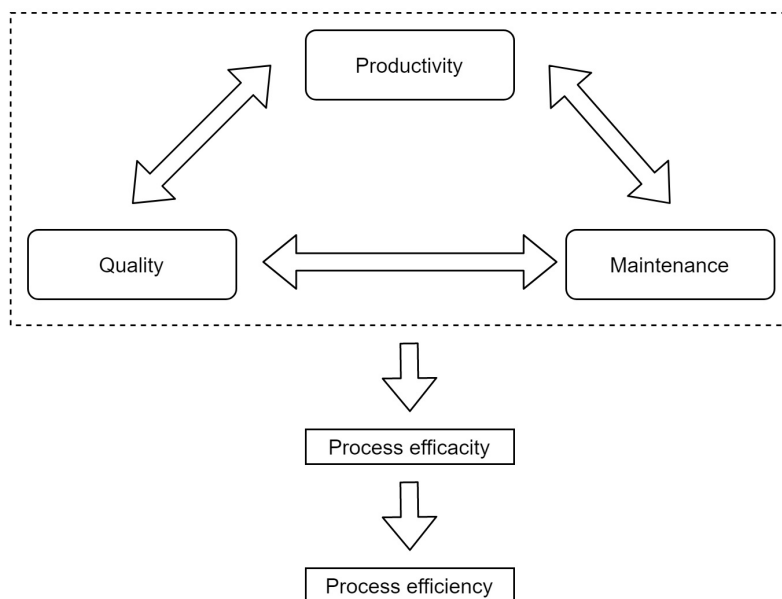 Productivity
Quality
Maintenance
Process efficacity
Process efficiency